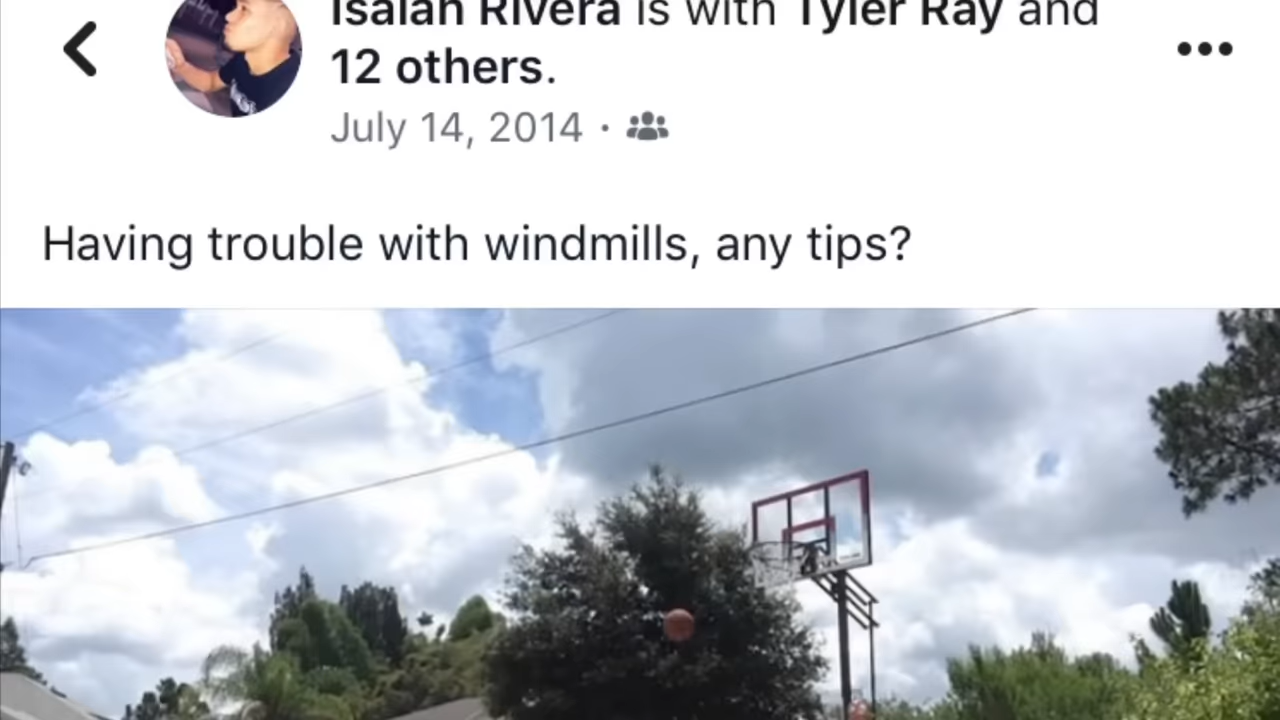 Isaiah Rivera is with Tyler Ray and
12 others.
July 14, 2014 ·
Having trouble with windmills, any tips?